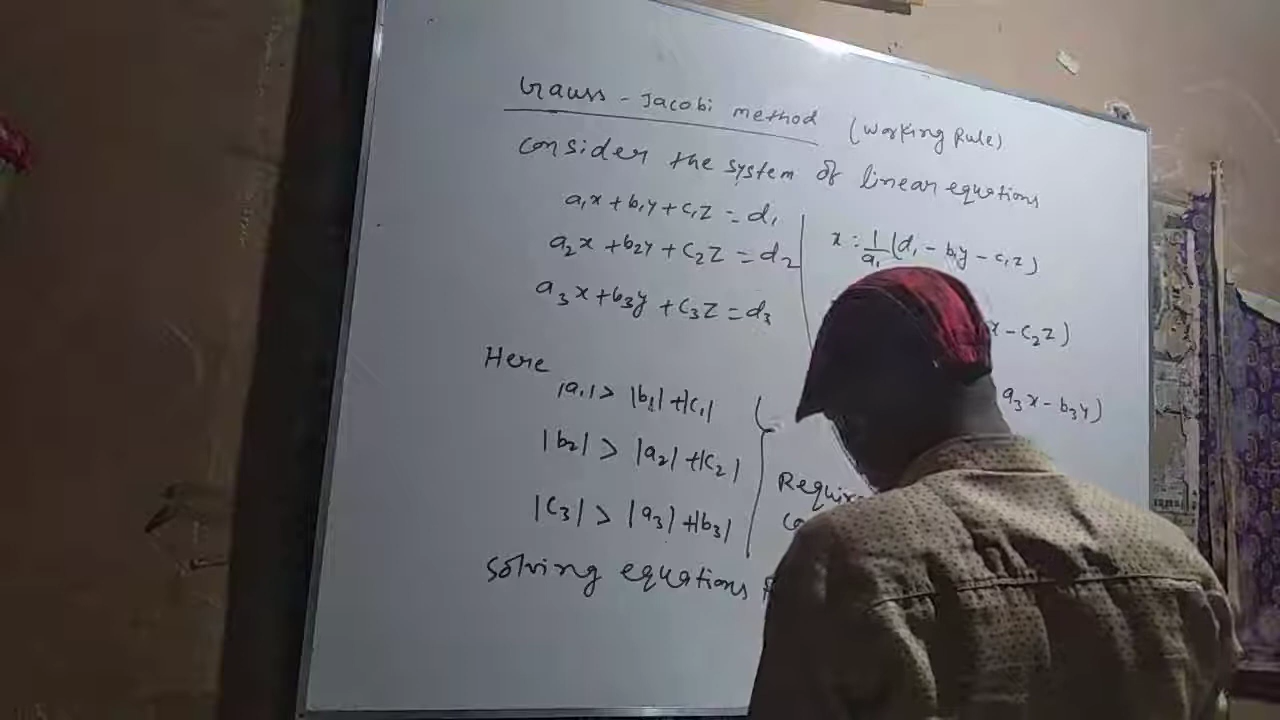 Gauss - Jacobi method (Working Rule)
Consider the system of linear equations
a₁x + b₁y + c₁z = d₁
a₂x + b₂y + c₂z = d₂
a₃x + b₃y + c₃z = d₃
x = 1/a₁ (d₁ - b₁y - c₁z)
x - c₂z)
a₃x - b₃y)
Here
|a₁| > |b₁| + |c₁|
|b₂| > |a₂| + |c₂|
|c₃| > |a₃| + |b₃|
solving equations